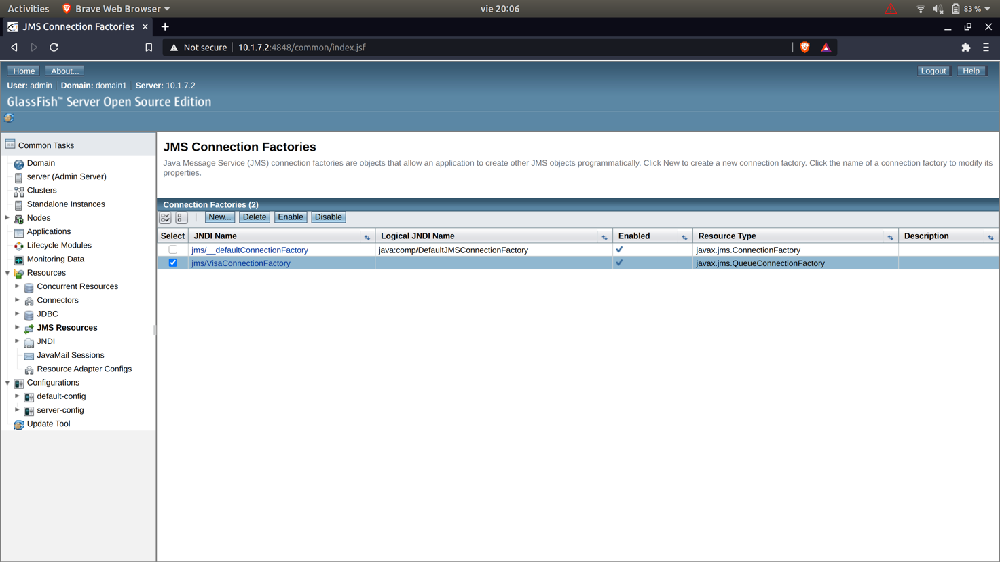 Activities Brave Web Browser vie 20:06 83 %
JMS Connection Factories
Not secure 10.1.7.2:4848/common/index.jsf
Home About... Logout Help
User: admin Domain: domain1 Server: 10.1.7.2
GlassFish™ Server Open Source Edition
Common Tasks
Domain
server (Admin Server)
Clusters
Standalone Instances
Nodes
Applications
Lifecycle Modules
Monitoring Data
Resources
Concurrent Resources
Connectors
JDBC
JMS Resources
JNDI
JavaMail Sessions
Resource Adapter Configs
Configurations
default-config
server-config
Update Tool
JMS Connection Factories
Java Message Service (JMS) connection factories are objects that allow an application to create other JMS objects programmatically. Click New to create a new connection factory. Click the name of a connection factory to modify its
properties.
Connection Factories (2)
New... Delete Enable Disable
Select JNDI Name Logical JNDI Name Enabled Resource Type Description
jms/__defaultConnectionFactory java:comp/DefaultJMSConnectionFactory javax.jms.ConnectionFactory
jms/VisaConnectionFactory javax.jms.QueueConnectionFactory